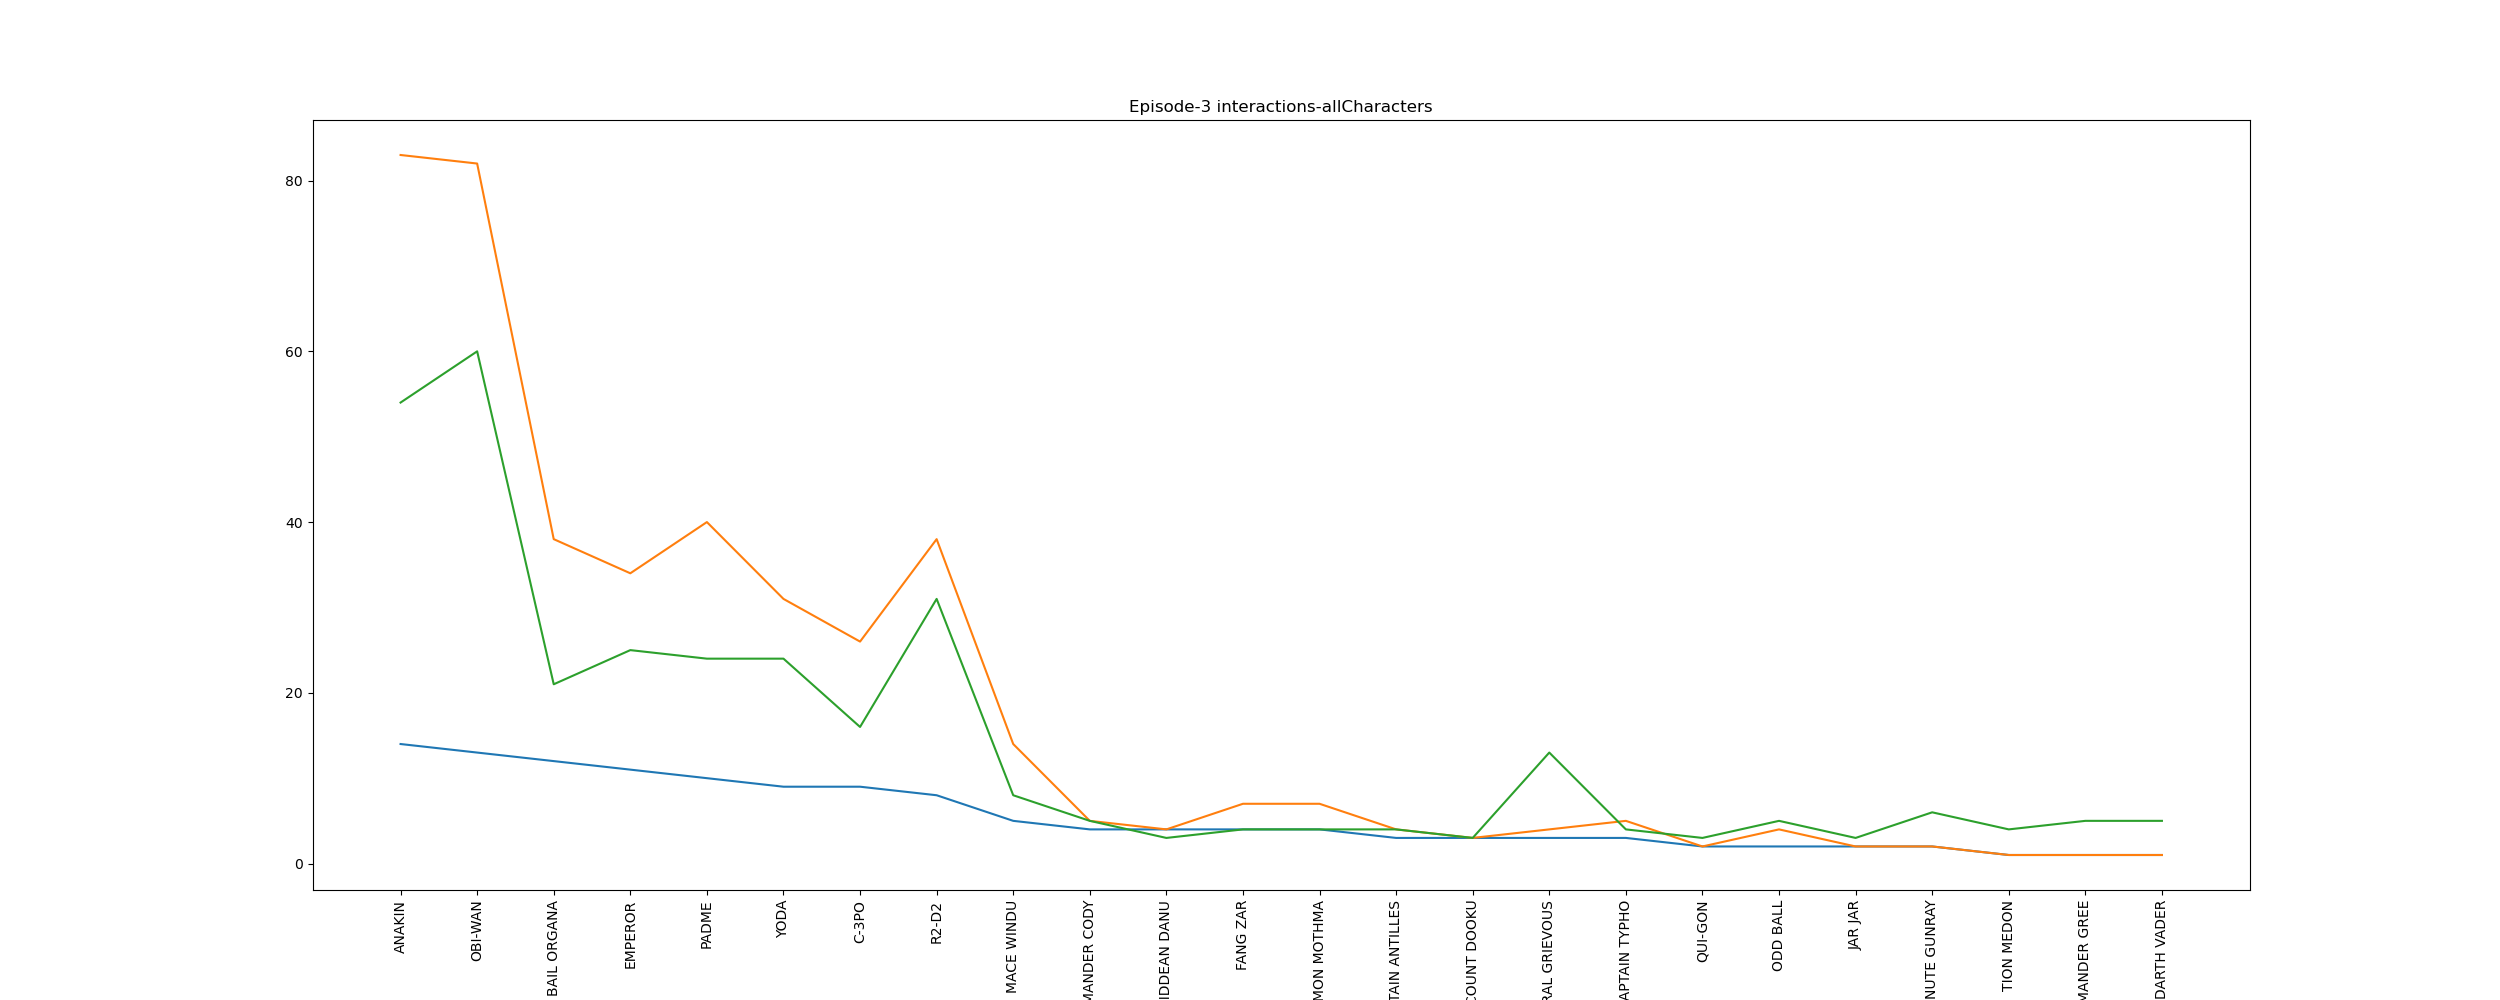 Episode-3 interactions-allCharacters
80
60
40
20
0
ANAKIN
OBI-WAN
BAIL ORGANA
EMPEROR
PADME
YODA
C-3PO
R2-D2
MACE WINDU
MANDER CODY
IDDEAN DANU
FANG ZAR
MON MOTHMA
TAIN ANTILLES
COUNT DOOKU
RAL GRIEVOUS
APTAIN TYPHO
QUI-GON
ODD BALL
JAR JAR
NUTE GUNRAY
TION MEDON
MANDER GREE
DARTH VADER